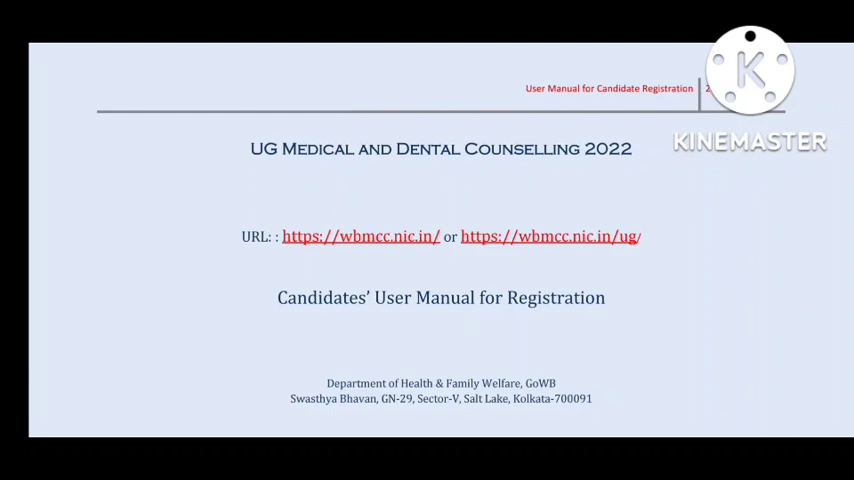 User Manual for Candidate Registration
K
KINEMASTER
UG MEDICAL AND DENTAL COUNSELLING 2022
URL: : https://wbmcc.nic.in/ or https://wbmcc.nic.in/ug/
Candidates’ User Manual for Registration
Department of Health & Family Welfare, GoWB
Swasthya Bhavan, GN-29, Sector-V, Salt Lake, Kolkata-700091